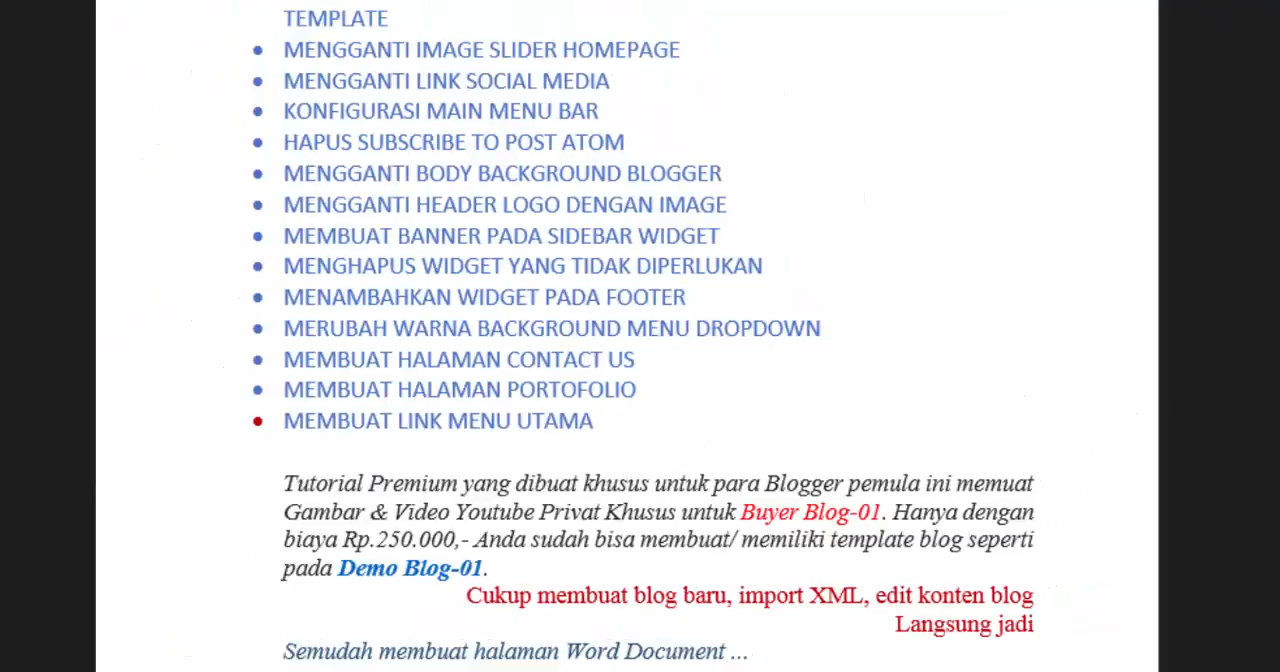 TEMPLATE
• MENGGANTI IMAGE SLIDER HOMEPAGE
• MENGGANTI LINK SOCIAL MEDIA
• KONFIGURASI MAIN MENU BAR
• HAPUS SUBSCRIBE TO POST ATOM
• MENGGANTI BODY BACKGROUND BLOGGER
• MENGGANTI HEADER LOGO DENGAN IMAGE
• MEMBUAT BANNER PADA SIDEBAR WIDGET
• MENGHAPUS WIDGET YANG TIDAK DIPERLUKAN
• MENAMBAHKAN WIDGET PADA FOOTER
• MERUBAH WARNA BACKGROUND MENU DROPDOWN
• MEMBUAT HALAMAN CONTACT US
• MEMBUAT HALAMAN PORTOFOLIO
• MEMBUAT LINK MENU UTAMA
Tutorial Premium yang dibuat khusus untuk para Blogger pemula ini memuat
Gambar & Video Youtube Privat Khusus untuk Buyer Blog-01. Hanya dengan
biaya Rp.250.000,- Anda sudah bisa membuat/ memiliki template blog seperti
pada Demo Blog-01.
Cukup membuat blog baru, import XML, edit konten blog
Langsung jadi
Semudah membuat halaman Word Document ...